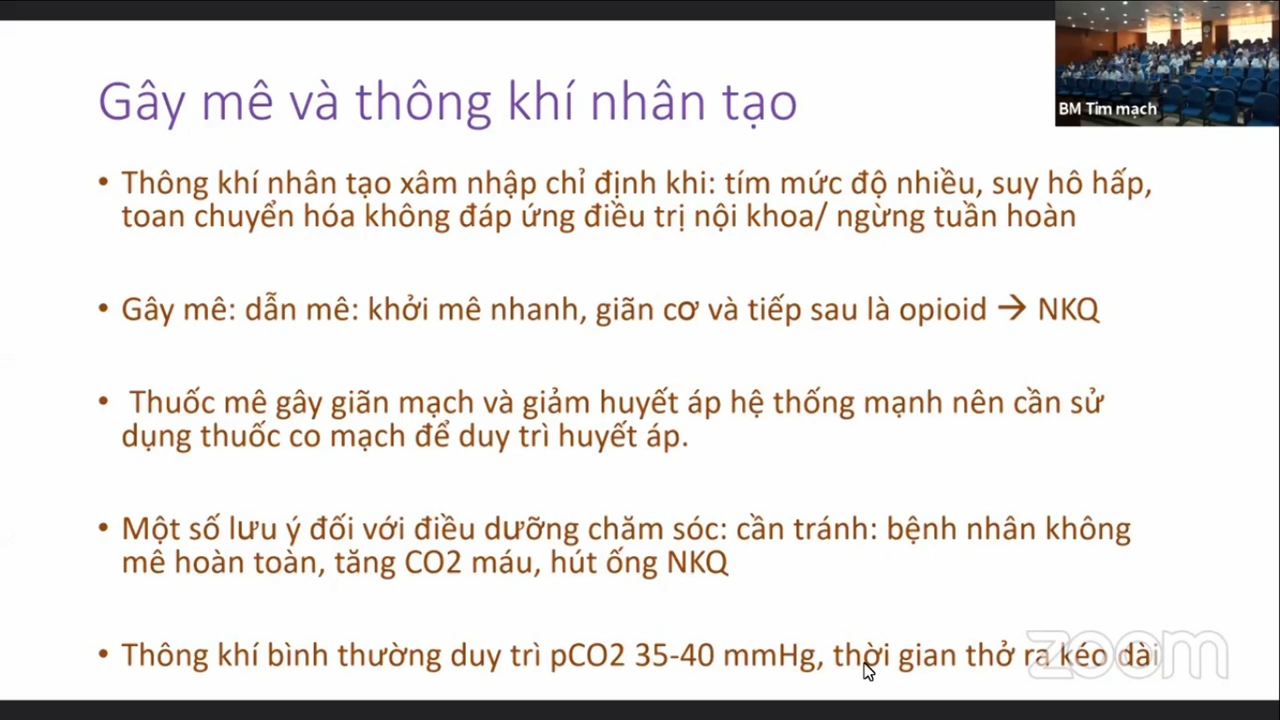 BM Tim mạch
Gây mê và thông khí nhân tạo
• Thông khí nhân tạo xâm nhập chỉ định khi: tím mức độ nhiều, suy hô hấp,
toan chuyển hóa không đáp ứng điều trị nội khoa/ ngừng tuần hoàn
• Gây mê: dẫn mê: khởi mê nhanh, giãn cơ và tiếp sau là opioid → NKQ
• Thuốc mê gây giãn mạch và giảm huyết áp hệ thống mạnh nên cần sử
dụng thuốc co mạch để duy trì huyết áp.
• Một số lưu ý đối với điều dưỡng chăm sóc: cần tránh: bệnh nhân không
mê hoàn toàn, tăng CO2 máu, hút ống NKQ
• Thông khí bình thường duy trì pCO2 35-40 mmHg, thời gian thở ra kéo dài
zoom